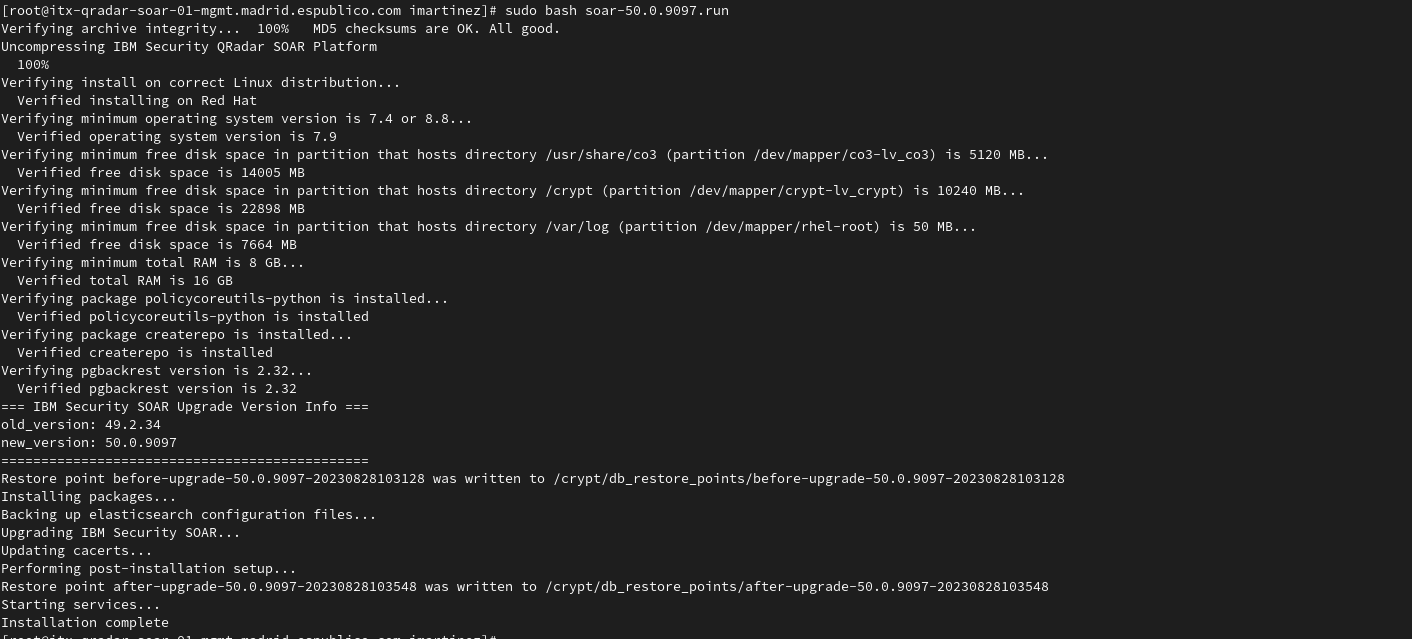 [root@itx-qradar-soar-01-mgmt.madrid.espublico.com imartinez]# sudo bash soar-50.0.9097.run
Verifying archive integrity...  100%   MD5 checksums are OK. All good.
Uncompressing IBM Security QRadar SOAR Platform
  100%
Verifying install on correct Linux distribution...
  Verified installing on Red Hat
Verifying minimum operating system version is 7.4 or 8.8...
  Verified operating system version is 7.9
Verifying minimum free disk space in partition that hosts directory /usr/share/co3 (partition /dev/mapper/co3-lv_co3) is 5120 MB...
  Verified free disk space is 14005 MB
Verifying minimum free disk space in partition that hosts directory /crypt (partition /dev/mapper/crypt-lv_crypt) is 10240 MB...
  Verified free disk space is 22898 MB
Verifying minimum free disk space in partition that hosts directory /var/log (partition /dev/mapper/rhel-root) is 50 MB...
  Verified free disk space is 7664 MB
Verifying minimum total RAM is 8 GB...
  Verified total RAM is 16 GB
Verifying package policycoreutils-python is installed...
  Verified policycoreutils-python is installed
Verifying package createrepo is installed...
  Verified createrepo is installed
Verifying pgbackrest version is 2.32...
  Verified pgbackrest version is 2.32
=== IBM Security SOAR Upgrade Version Info ===
old_version: 49.2.34
new_version: 50.0.9097
==============================================
Restore point before-upgrade-50.0.9097-20230828103128 was written to /crypt/db_restore_points/before-upgrade-50.0.9097-20230828103128
Installing packages...
Backing up elasticsearch configuration files...
Upgrading IBM Security SOAR...
Updating cacerts...
Performing post-installation setup...
Restore point after-upgrade-50.0.9097-20230828103548 was written to /crypt/db_restore_points/after-upgrade-50.0.9097-20230828103548
Starting services...
Installation complete
[root@itx-qradar-soar-01-mgmt.madrid.espublico.com imartinez]#